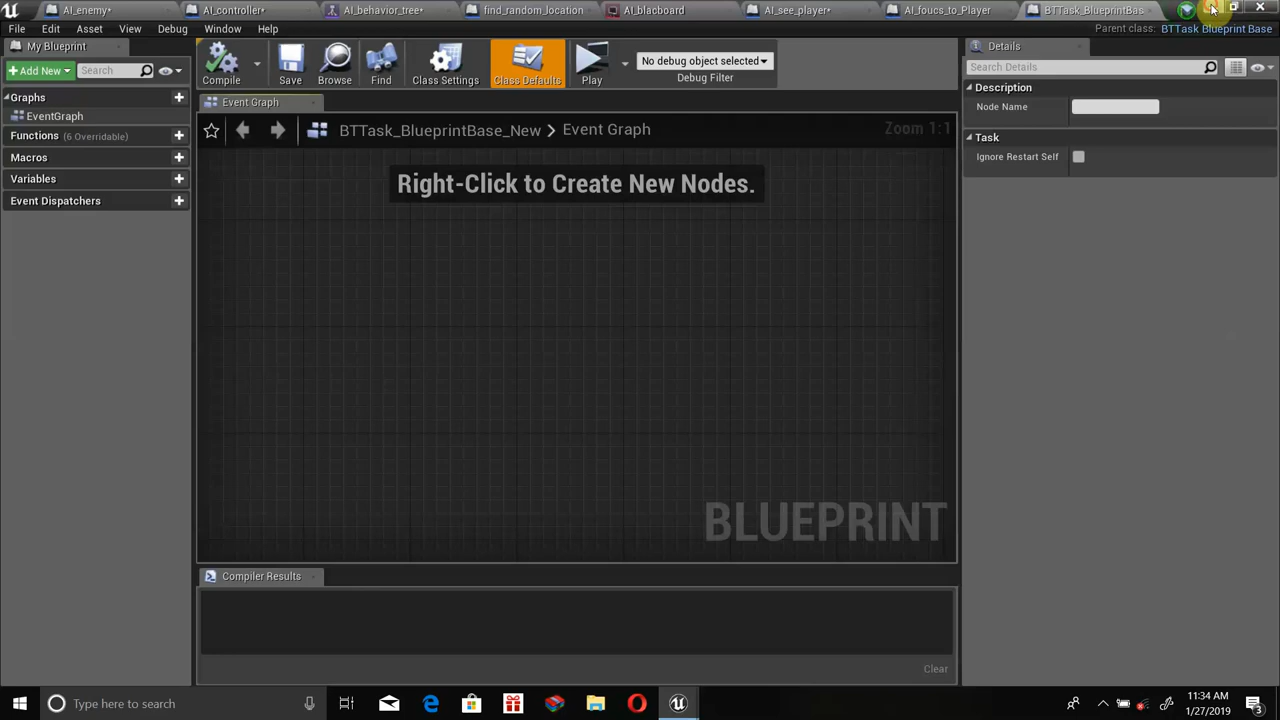 AI_enemy*
AI_controller*
AI_behavior_tree*
find_random_location
AI_blacboard
AI_see_player*
AI_foucs_to_Player
BTTask_BlueprintBas
File Edit Asset View Debug Window Help
Parent class: BTTask Blueprint Base
My Blueprint
Details
Add New
Search
Compile
Save
Browse
Find
Class Settings
Class Defaults
Play
No debug object selected
Debug Filter
Search Details
Description
Node Name
Task
Ignore Restart Self
Graphs
EventGraph
Functions (6 Overridable)
Macros
Variables
Event Dispatchers
Event Graph
BTTask_BlueprintBase_New > Event Graph
Zoom 1:1
Right-Click to Create New Nodes.
BLUEPRINT
Compiler Results
Clear
Type here to search
11:34 AM
1/27/2019
3